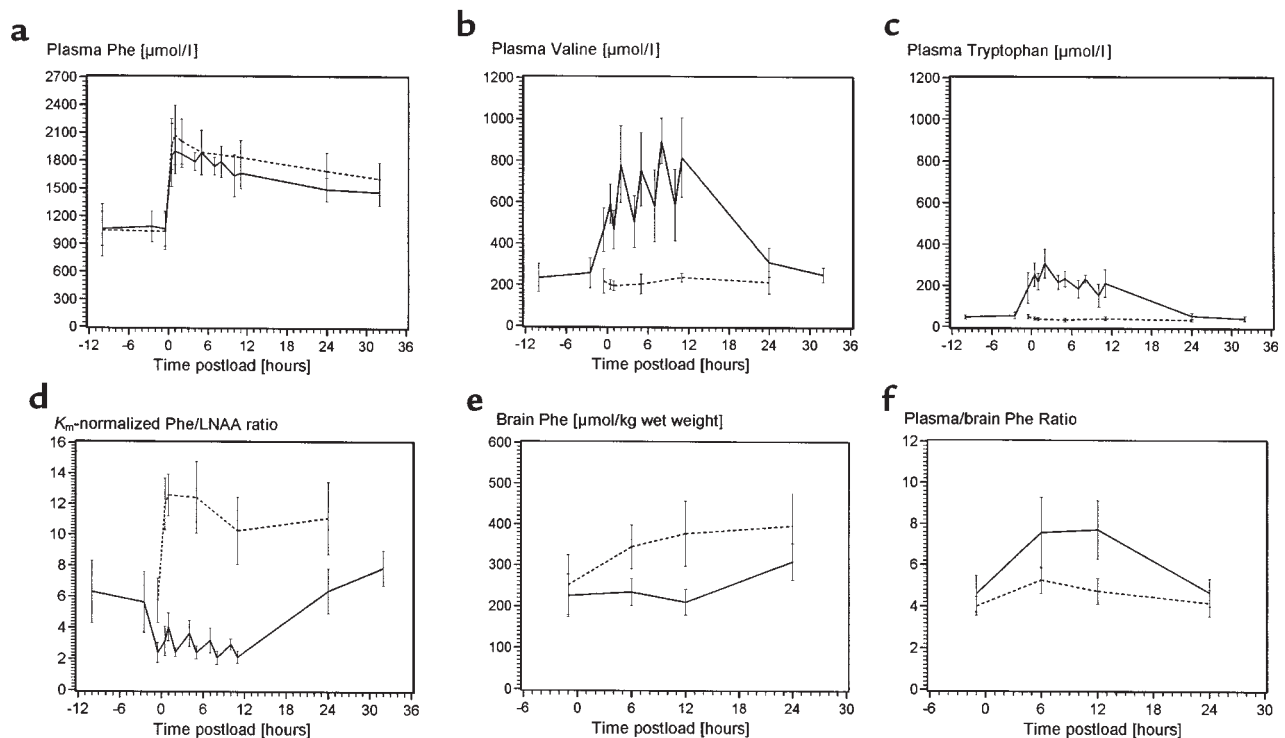 a
Plasma Phe [µmol/l]
2700
2400
2100
1800
1500
1200
900
600
300
0
-12 -6 0 6 12 18 24 30 36
Time postload [hours]
b
Plasma Valine [µmol/l]
1200
1000
800
600
400
200
0
-12 -6 0 6 12 18 24 30 36
Time postload [hours]
c
Plasma Tryptophan [µmol/l]
1200
1000
800
600
400
200
0
-12 -6 0 6 12 18 24 30 36
Time postload [hours]
d
Km-normalized Phe/LNAA ratio
16
14
12
10
8
6
4
2
0
-12 -6 0 6 12 18 24 30 36
Time postload [hours]
e
Brain Phe [µmol/kg wet weight]
600
500
400
300
200
100
0
-6 0 6 12 18 24 30
Time postload [hours]
f
Plasma/brain Phe Ratio
12
10
8
6
4
2
0
-6 0 6 12 18 24 30
Time postload [hours]